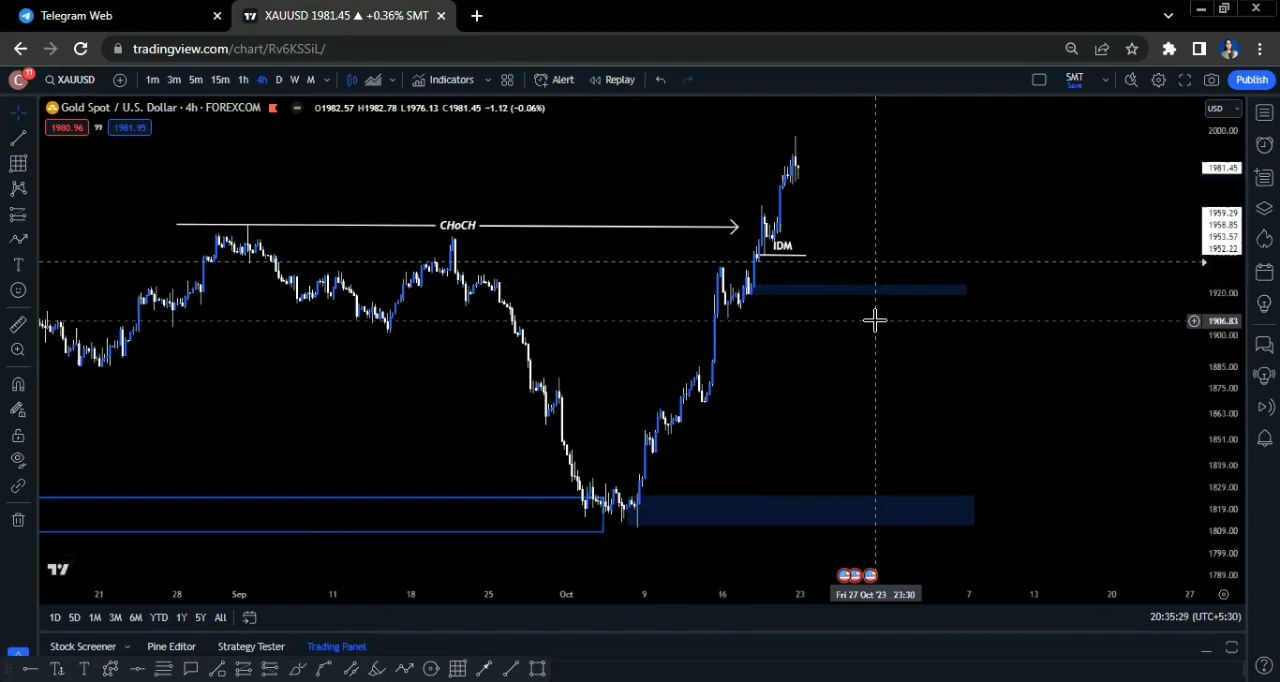 Telegram Web
XAUUSD 1981.45 ▲ +0.36% SMT
tradingview.com/chart/Rv6KSSiL/
C 11 XAUUSD 1m 3m 5m 15m 1h 4h D W M Indicators Alert Replay SMT Save Publish
Gold Spot / U.S. Dollar · 4h · FOREXCOM O1982.57 H1982.78 L1976.13 C1981.45 −1.12 (−0.06%)
USD
1980.96 99 1981.95
2000.00
1981.45
1959.29
1958.85
1953.57
1952.22
CHoCH
IDM
1920.00
1906.83
1900.00
1885.00
1875.00
1863.00
1851.00
1839.00
1829.00
1819.00
1809.00
1799.00
1789.00
21 28 Sep 11 18 25 Oct 9 16 23 Fri 27 Oct '23 23:30 7 13 20 27
1D 5D 1M 3M 6M YTD 1Y 5Y All
20:35:29 (UTC+5:30)
Stock Screener Pine Editor Strategy Tester Trading Panel